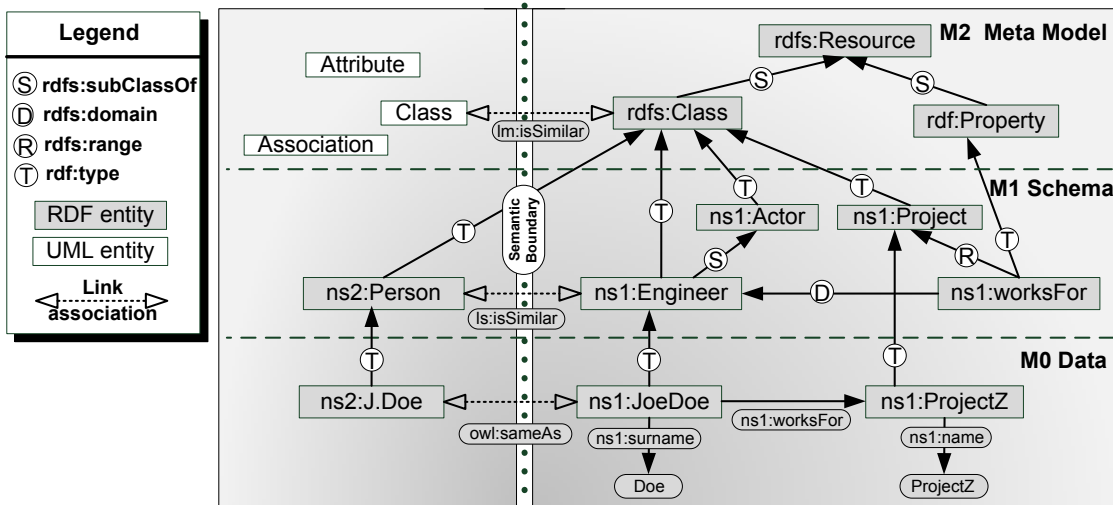 Legend
S rdfs:subClassOf
D rdfs:domain
R rdfs:range
T rdf:type
RDF entity
UML entity
Link
association
M2 Meta Model
rdfs:Resource
Attribute
S
S
Class
rdfs:Class
lm:isSimilar
rdf:Property
Association
M1 Schema
Semantic
Boundary
T
T
T
T
T
ns1:Actor
ns1:Project
S
R
ns2:Person
ns1:Engineer
D
ns1:worksFor
ls:isSimilar
M0 Data
T
T
T
ns2:J.Doe
ns1:JoeDoe
ns1:ProjectZ
owl:sameAs
ns1:surname
ns1:worksFor
ns1:name
Doe
ProjectZ